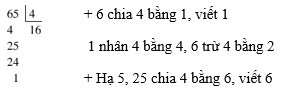 65 4 + 6 chia 4 bằng 1, viết 1
4 16
25 1 nhân 4 bằng 4, 6 trừ 4 bằng 2
24
1 + Hạ 5, 25 chia 4 bằng 6, viết 6